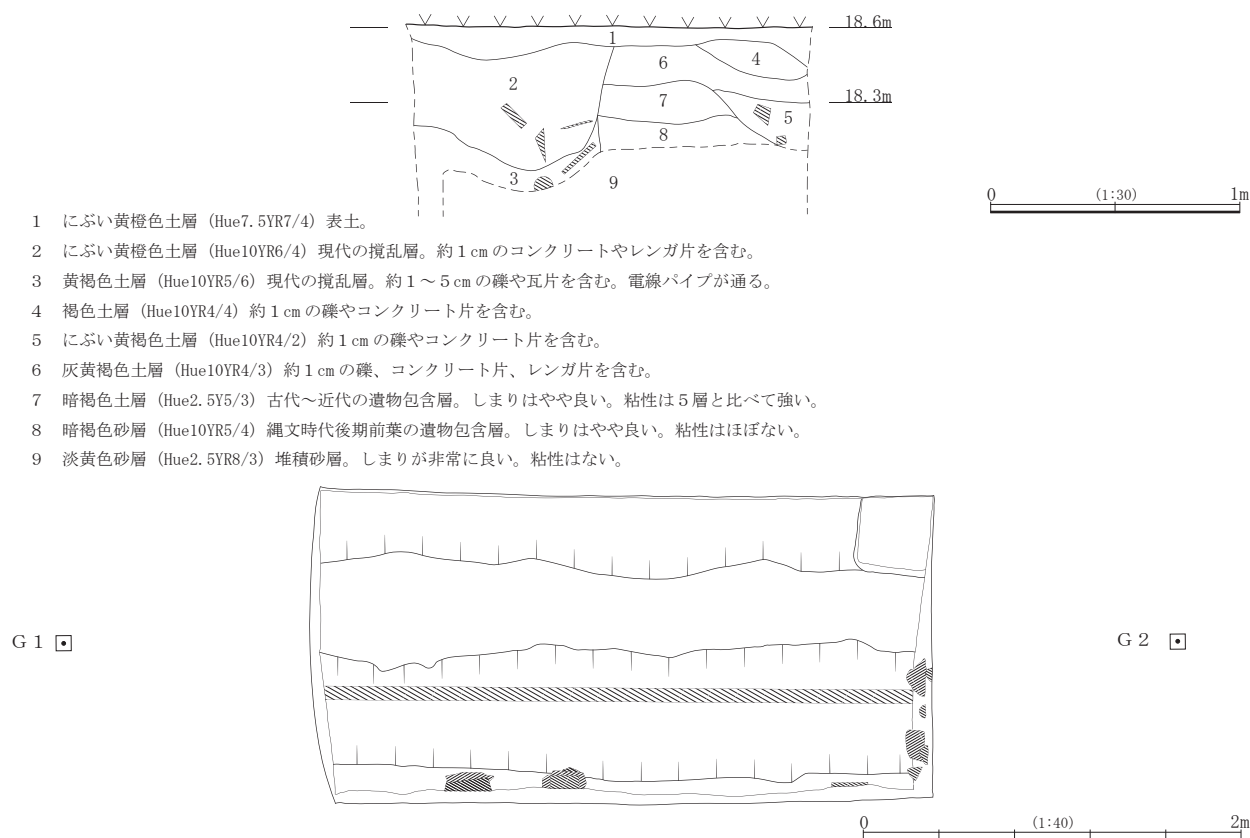 18.6m
1
6
4
2
18.3m
7
5
8
3
9
0 (1:30) 1m
1 にぶい黄橙色土層（Hue7.5YR7/4）表土。
2 にぶい黄橙色土層（Hue10YR6/4）現代の撹乱層。約１cmのコンクリートやレンガ片を含む。
3 黄褐色土層（Hue10YR5/6）現代の撹乱層。約１～５cmの礫や瓦片を含む。電線パイプが通る。
4 褐色土層（Hue10YR4/4）約１cmの礫やコンクリート片を含む。
5 にぶい黄褐色土層（Hue10YR4/2）約１cmの礫やコンクリート片を含む。
6 灰黄褐色土層（Hue10YR4/3）約１cmの礫、コンクリート片、レンガ片を含む。
7 暗褐色土層（Hue2.5Y5/3）古代～近代の遺物包含層。しまりはやや良い。粘性は５層と比べて強い。
8 暗褐色砂層（Hue10YR5/4）縄文時代後期前葉の遺物包含層。しまりはやや良い。粘性はほぼない。
9 淡黄色砂層（Hue2.5YR8/3）堆積砂層。しまりが非常に良い。粘性はない。
G1
G2
0 (1:40) 2m